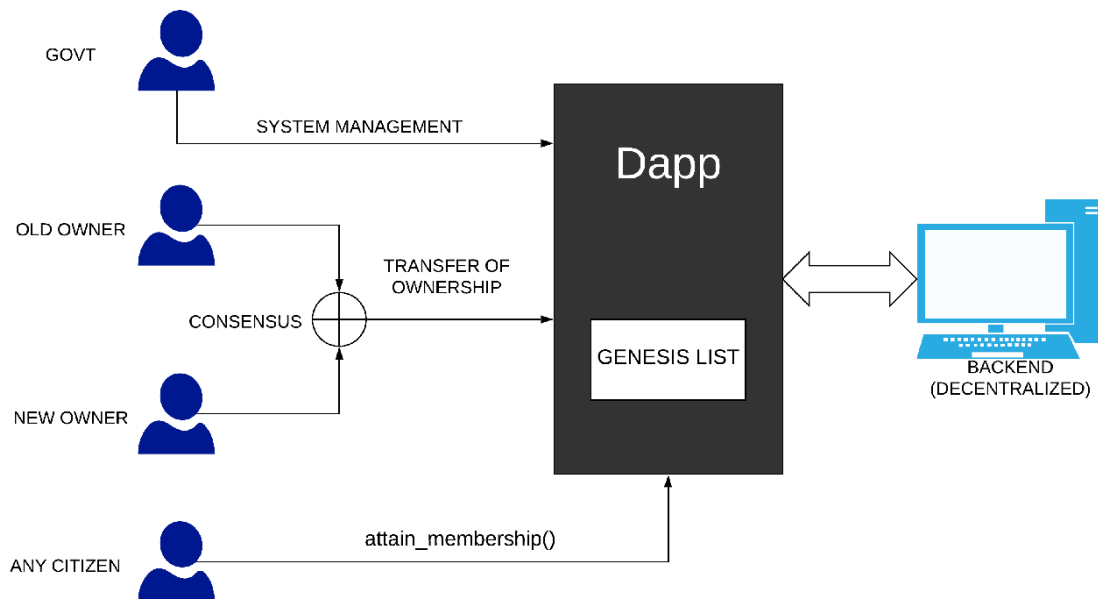 GOVT
SYSTEM MANAGEMENT
Dapp
OLD OWNER
TRANSFER OF
OWNERSHIP
CONSENSUS
GENESIS LIST
BACKEND
(DECENTRALIZED)
NEW OWNER
attain_membership()
ANY CITIZEN